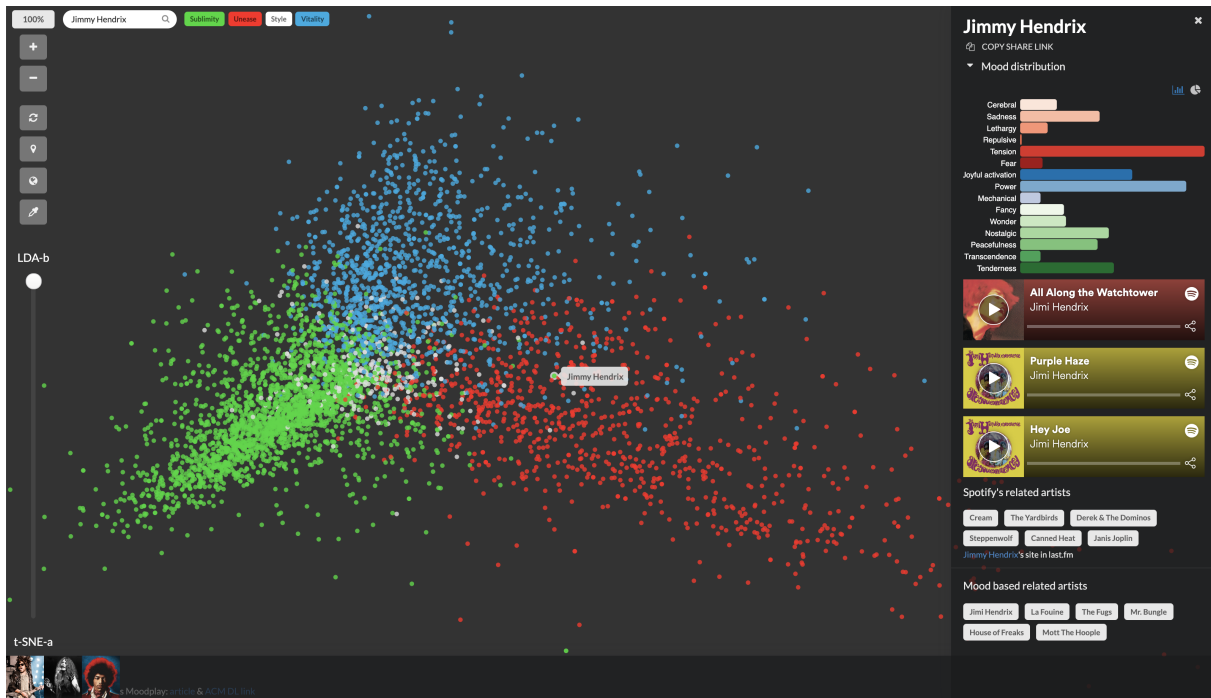 100%
Jimmy Hendrix
Sublimity
Unease
Style
Vitality
LDA-b
t-SNE-a
Jimmy Hendrix
s Moodplay: article & ACM DL link
Jimmy Hendrix
COPY SHARE LINK
Mood distribution
Cerebral
Sadness
Lethargy
Repulsive
Tension
Fear
Joyful activation
Power
Mechanical
Fancy
Wonder
Nostalgic
Peacefulness
Transcendence
Tenderness
All Along the Watchtower
Jimi Hendrix
Purple Haze
Jimi Hendrix
Hey Joe
Jimi Hendrix
Spotify's related artists
Cream The Yardbirds Derek & The Dominos
Steppenwolf Canned Heat Janis Joplin
Jimmy Hendrix's site in last.fm
Mood based related artists
Jimi Hendrix La Fouine The Fugs Mr. Bungle
House of Freaks Mott The Hoople